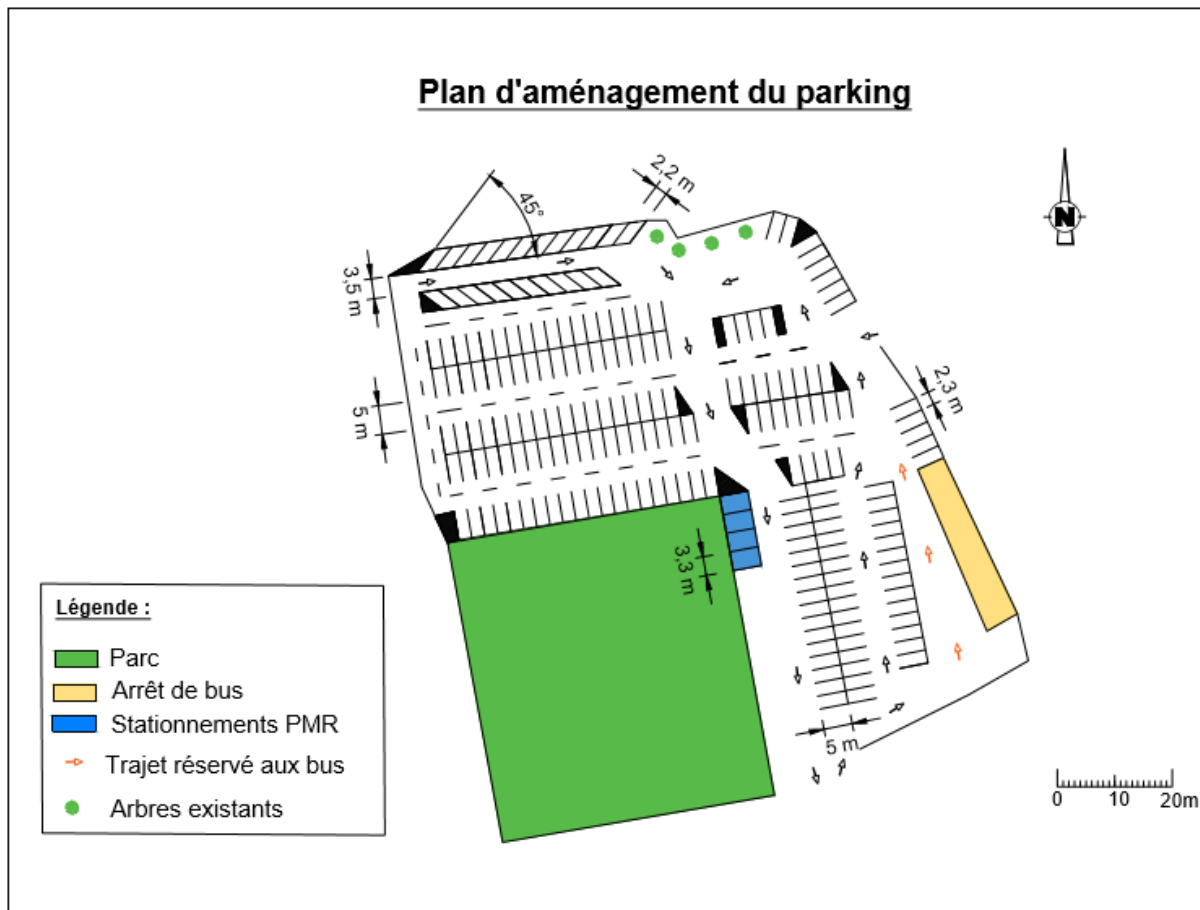 Plan d'aménagement du parking
2,2 m
45°
N
3,5 m
5 m
2,3 m
3,3 m
5 m
Légende :
Parc
Arrêt de bus
Stationnements PMR
Trajet réservé aux bus
Arbres existants
0 10 20m